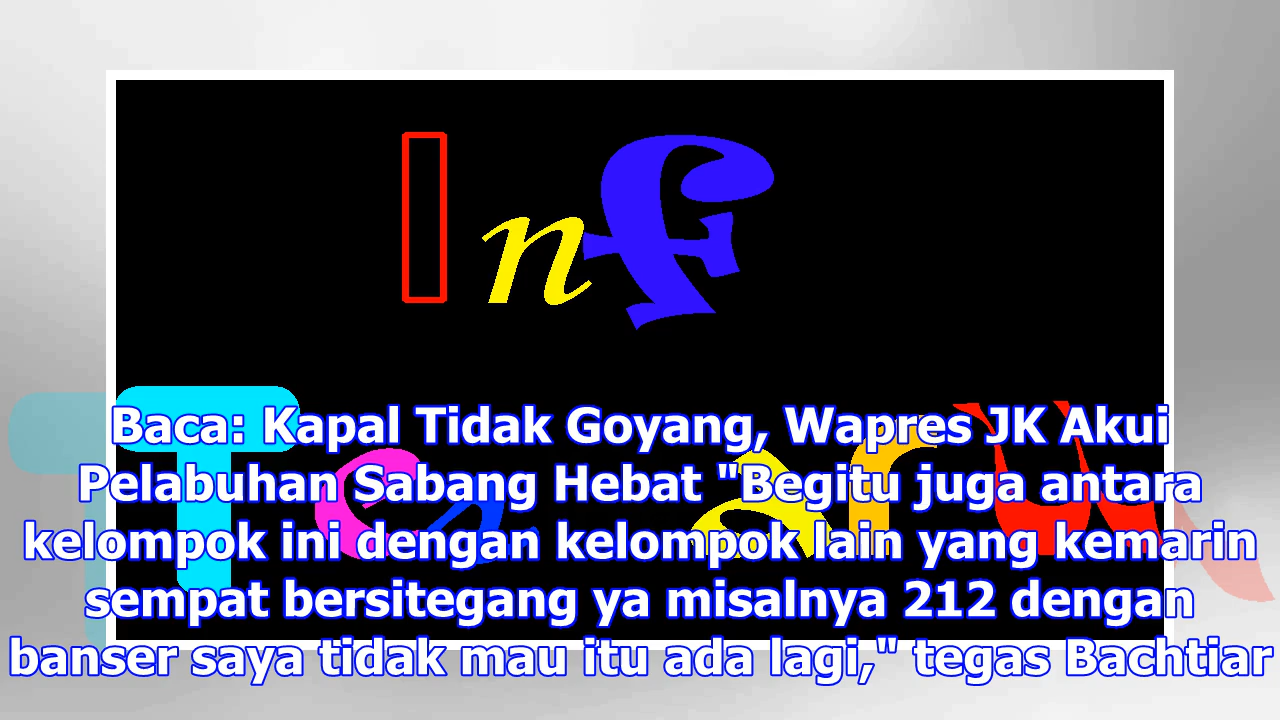 Inf
Baca: Kapal Tidak Goyang, Wapres JK Akui
Pelabuhan Sabang Hebat "Begitu juga antara
kelompok ini dengan kelompok lain yang kemarin
sempat bersitegang ya misalnya 212 dengan
banser saya tidak mau itu ada lagi," tegas Bachtiar